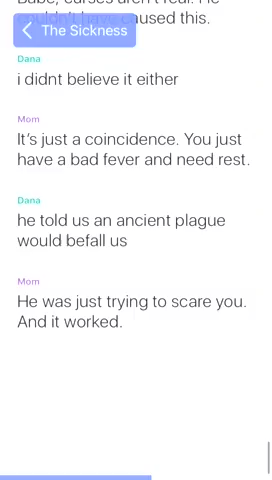 Babe, curses aren't real. He
couldn't have caused this.
The Sickness
Dana
i didnt believe it either
Mom
It's just a coincidence. You just
have a bad fever and need rest.
Dana
he told us an ancient plague
would befall us
Mom
He was just trying to scare you.
And it worked.